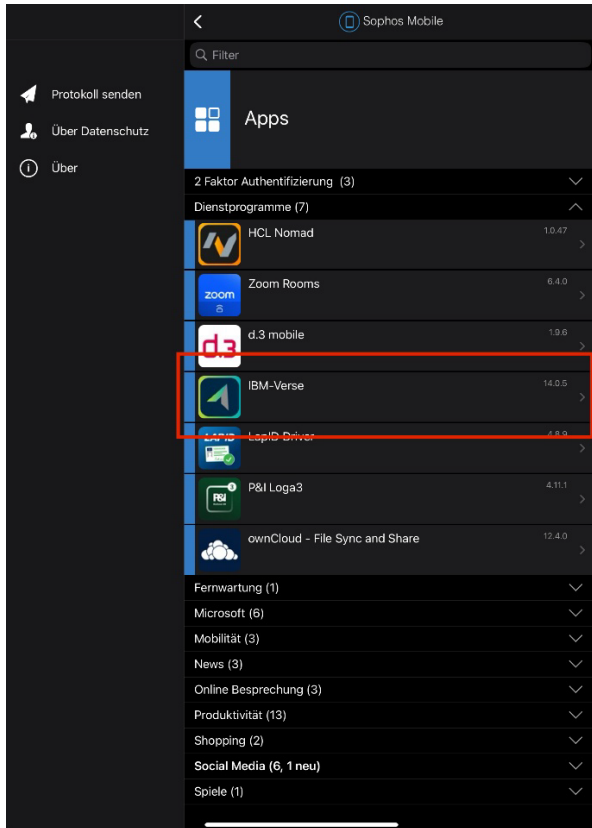 Sophos Mobile
Filter
Protokoll senden
Über Datenschutz
Über
Apps
2 Faktor Authentifizierung (3)
Dienstprogramme (7)
HCL Nomad 1.0.47
zoom
Zoom Rooms 6.4.0
d.3
d.3 mobile 1.9.6
IBM-Verse 14.0.5
LAPID
LapID Driver 4.8.9
P&I
P&I Loga3 4.11.1
ownCloud - File Sync and Share 12.4.0
Fernwartung (1)
Microsoft (6)
Mobilität (3)
News (3)
Online Besprechung (3)
Produktivität (13)
Shopping (2)
Social Media (6, 1 neu)
Spiele (1)